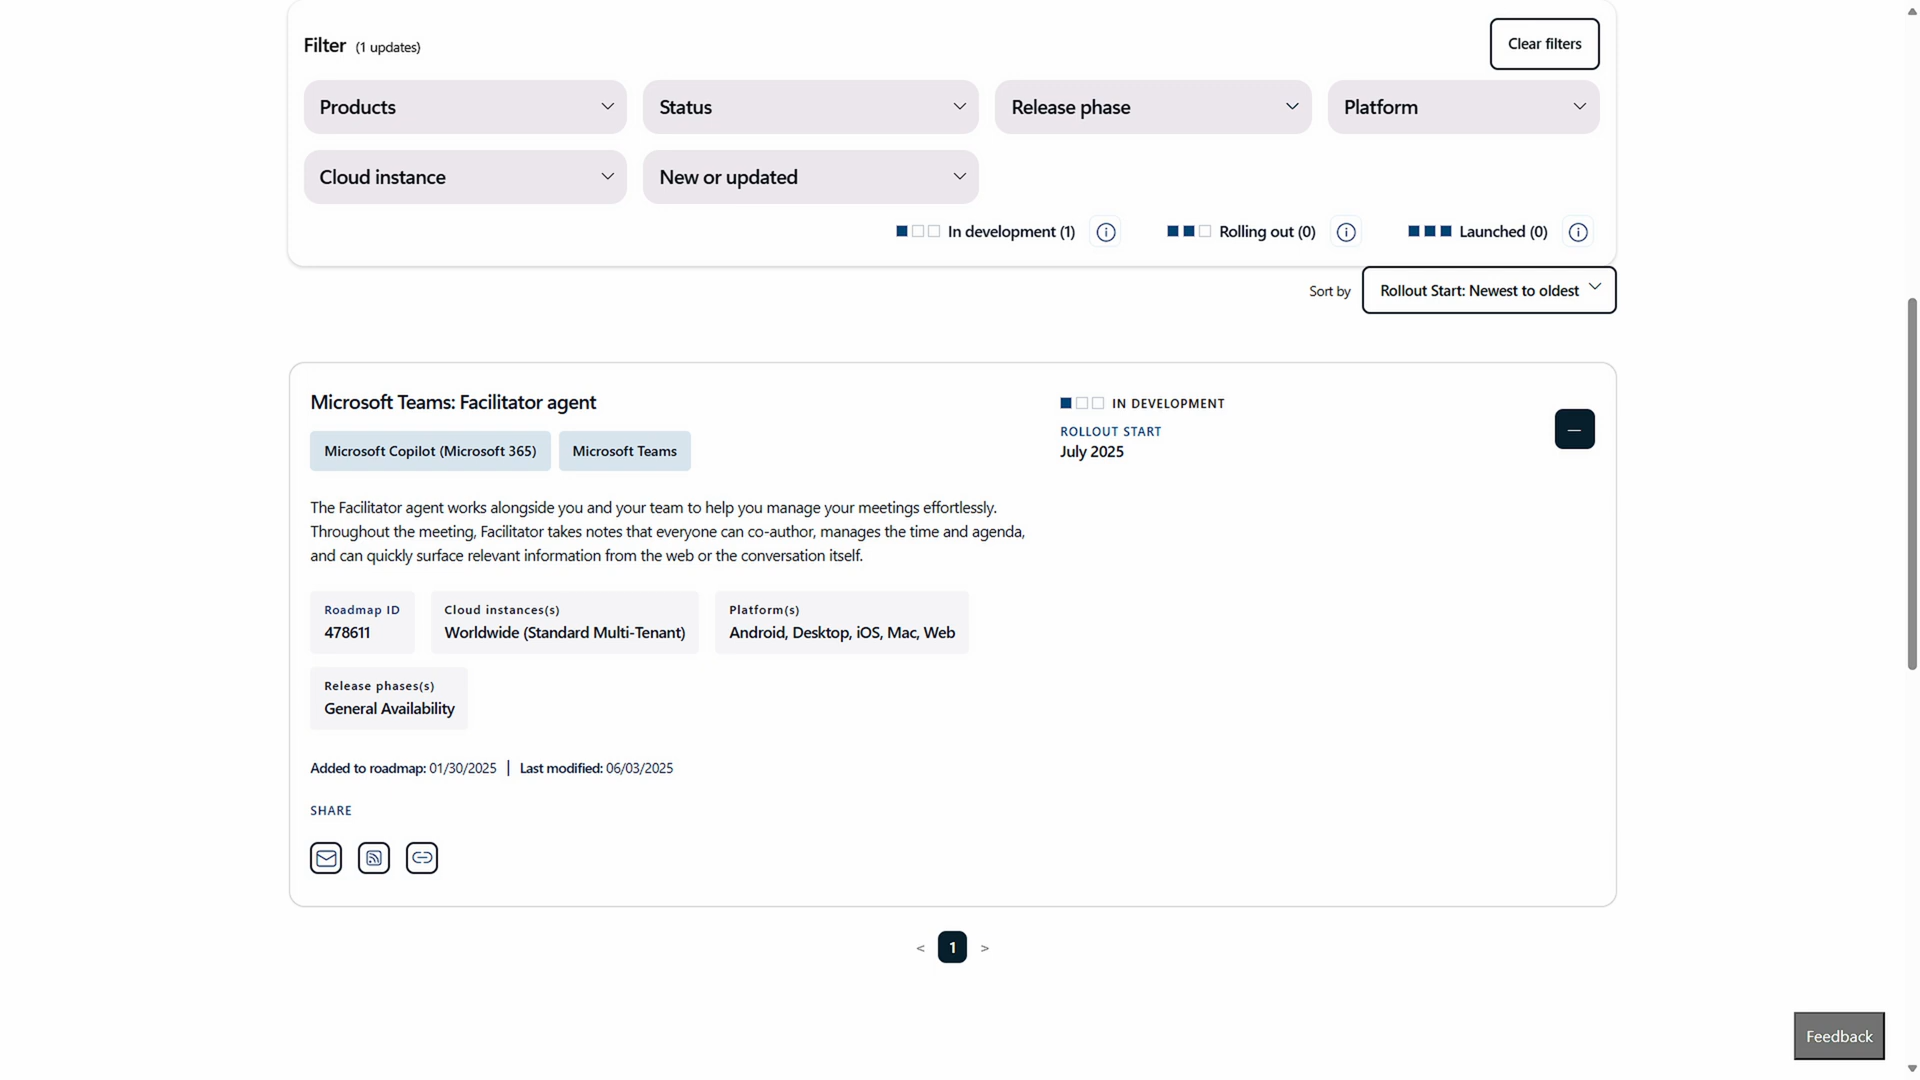 Filter (1 updates)
Clear filters
Products
Status
Release phase
Platform
Cloud instance
New or updated
In development (1)
Rolling out (0)
Launched (0)
Sort by
Rollout Start: Newest to oldest
Microsoft Teams: Facilitator agent
IN DEVELOPMENT
ROLLOUT START
July 2025
Microsoft Copilot (Microsoft 365)
Microsoft Teams
The Facilitator agent works alongside you and your team to help you manage your meetings effortlessly.
Throughout the meeting, Facilitator takes notes that everyone can co-author, manages the time and agenda,
and can quickly surface relevant information from the web or the conversation itself.
Roadmap ID
478611
Cloud instances(s)
Worldwide (Standard Multi-Tenant)
Platform(s)
Android, Desktop, iOS, Mac, Web
Release phases(s)
General Availability
Added to roadmap: 01/30/2025 | Last modified: 06/03/2025
SHARE
< 1 >
Feedback